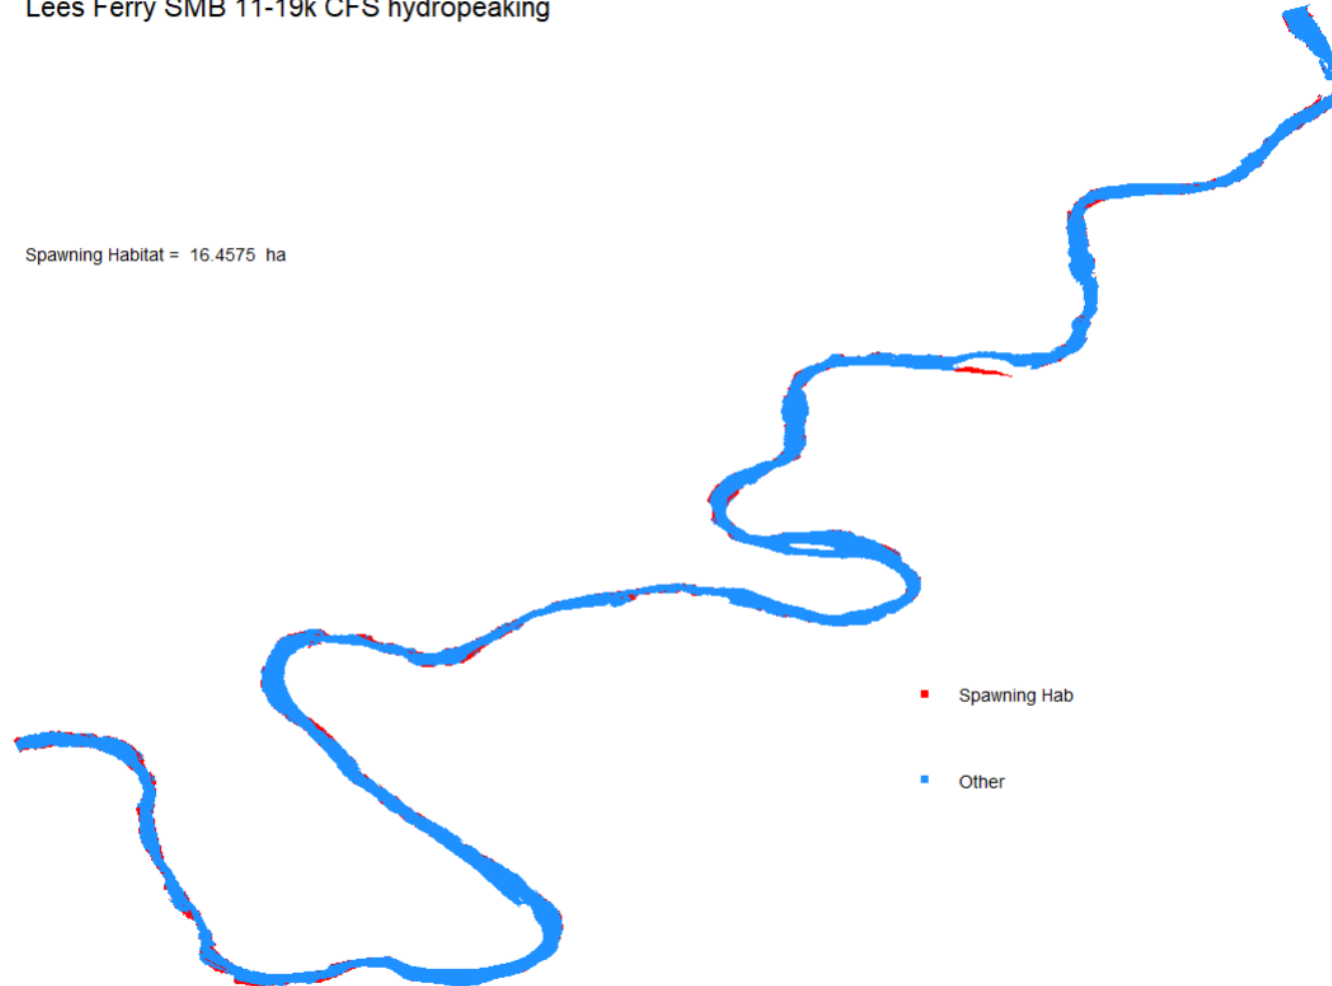 Lees Ferry SMB 11-19k CFS hydropeaking
Spawning Habitat = 16.4575 ha
Spawning Hab
Other